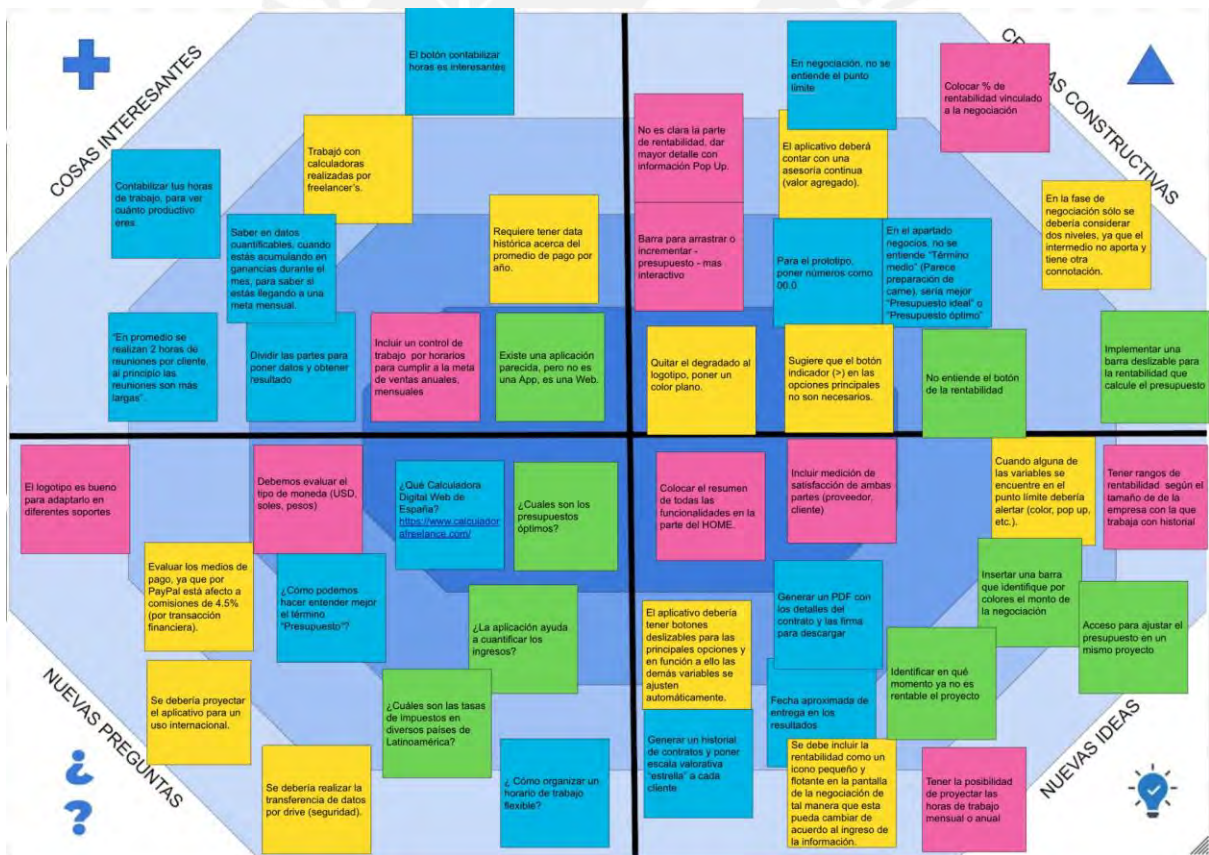 COSAS INTERESANTES
El botón contabilizar
horas es interesantes
Trabajó con
calculadoras
realizadas por
freelancer's.
Contabilizar tus horas
de trabajo, para ver
cuánto productivo
eres.
Saber en datos
cuantificables, cuando
estás acumulando en
ganancias durante el
mes, para saber si
estás llegando a una
meta mensual.
Requiere tener data
histórica acerca del
promedio de pago por
año.
"En promedio se
realizan 2 horas de
reuniones por cliente,
al principio las
reuniones son más
largas".
Dividir las partes para
poner datos y obtener
resultado
Incluir un control de
trabajo por horarios
para cumplir a la meta
de ventas anuales,
mensuales
Existe una aplicación
parecida, pero no es
una App, es una Web.
CONSTRUCTIVAS
En negociación, no se
entiende el punto
límite
Colocar % de
rentabilidad vinculado
a la negociación
No es clara la parte
de rentabilidad, dar
mayor detalle con
información Pop Up.
El aplicativo deberá
contar con una
asesoría continua
(valor agregado).
En la fase de
negociación sólo se
debería considerar
dos niveles, ya que el
intermedio no aporta y
tiene otra
connotación.
Barra para arrastrar o
incrementar -
presupuesto - mas
interactivo
Para el prototipo,
poner números como
00.0
En el apartado
negocios, no se
entiende "Término
medio" (Parece
preparación de
carne), sería mejor
"Presupuesto ideal" o
"Presupuesto óptimo"
Quitar el degradado al
logotipo, poner un
color plano.
Sugiere que el botón
indicador (>) en las
opciones principales
no son necesarios.
No entiende el botón
de la rentabilidad
Implementar una
barra deslizable para
la rentabilidad que
calcule el presupuesto
El logotipo es bueno
para adaptarlo en
diferentes soportes
Debemos evaluar el
tipo de moneda (USD,
soles, pesos)
¿Qué Calculadora
Digital Web de
España?
https://www.calculador
afreelance.com/
¿Cuales son los
presupuestos
óptimos?
Evaluar los medios de
pago, ya que por
PayPal está afecto a
comisiones de 4.5%
(por transacción
financiera).
¿Cómo podemos
hacer entender mejor
el término
"Presupuesto"?
¿La aplicación ayuda
a cuantificar los
ingresos?
Se debería proyectar
el aplicativo para un
uso internacional.
¿Cuáles son las
tasas de impuestos en
diversos países de
Latinoamérica?
Se debería realizar la
transferencia de datos
por drive (seguridad).
¿ Cómo organizar un
horario de trabajo
flexible?
NUEVAS PREGUNTAS
¿
?
Colocar el resumen
de todas las
funcionalidades en la
parte del HOME.
Incluir medición de
satisfacción de ambas
partes (proveedor,
cliente)
Cuando alguna de
las variables se
encuentre en el
punto límite debería
alertar (color, pop up,
etc.).
Tener rangos de
rentabilidad según el
tamaño de de la
empresa con la que
trabaja con historial
El aplicativo debería
tener botones
deslizables para las
principales opciones y
en función a ello las
demás variables se
ajusten
automáticamente.
Generar un PDF con
los detalles del
contrato y las firma
para descargar
Insertar una barra
que identifique por
colores el monto de
la negociación
Acceso para ajustar el
presupuesto en un
mismo proyecto
Identificar en qué
momento ya no es
rentable el proyecto
Fecha aproximada de
entrega en los
resultados
Generar un historial
de contratos y poner
escala valorativa
"estrella" a cada
cliente
Se debe incluir la
rentabilidad como un
icono pequeño y
flotante en la pantalla
de la negociación de
tal manera que esta
pueda cambiar de
acuerdo al ingreso de
la información.
Tener la posibilidad
de proyectar las
horas de trabajo
mensual o anual
NUEVAS IDEAS